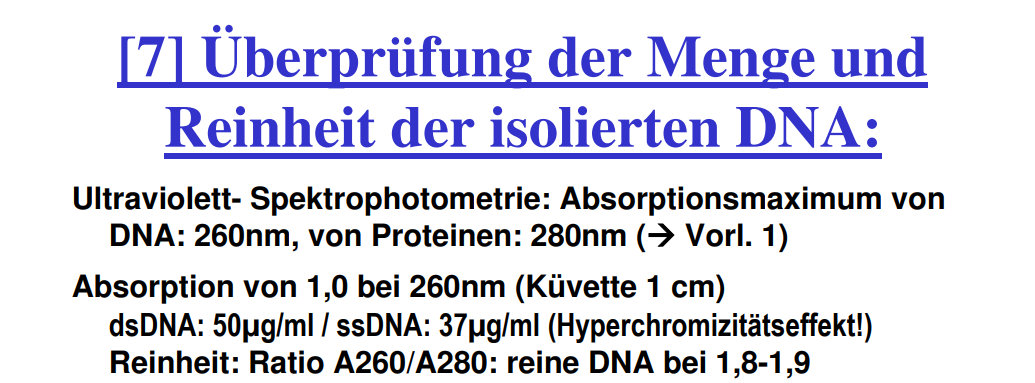 [7] Überprüfung der Menge und
Reinheit der isolierten DNA:
Ultraviolett- Spektrophotometrie: Absorptionsmaximum von
DNA: 260nm, von Proteinen: 280nm (→ Vorl. 1)
Absorption von 1,0 bei 260nm (Küvette 1 cm)
dsDNA: 50µg/ml / ssDNA: 37µg/ml (Hyperchromizitätseffekt!)
Reinheit: Ratio A260/A280: reine DNA bei 1,8-1,9